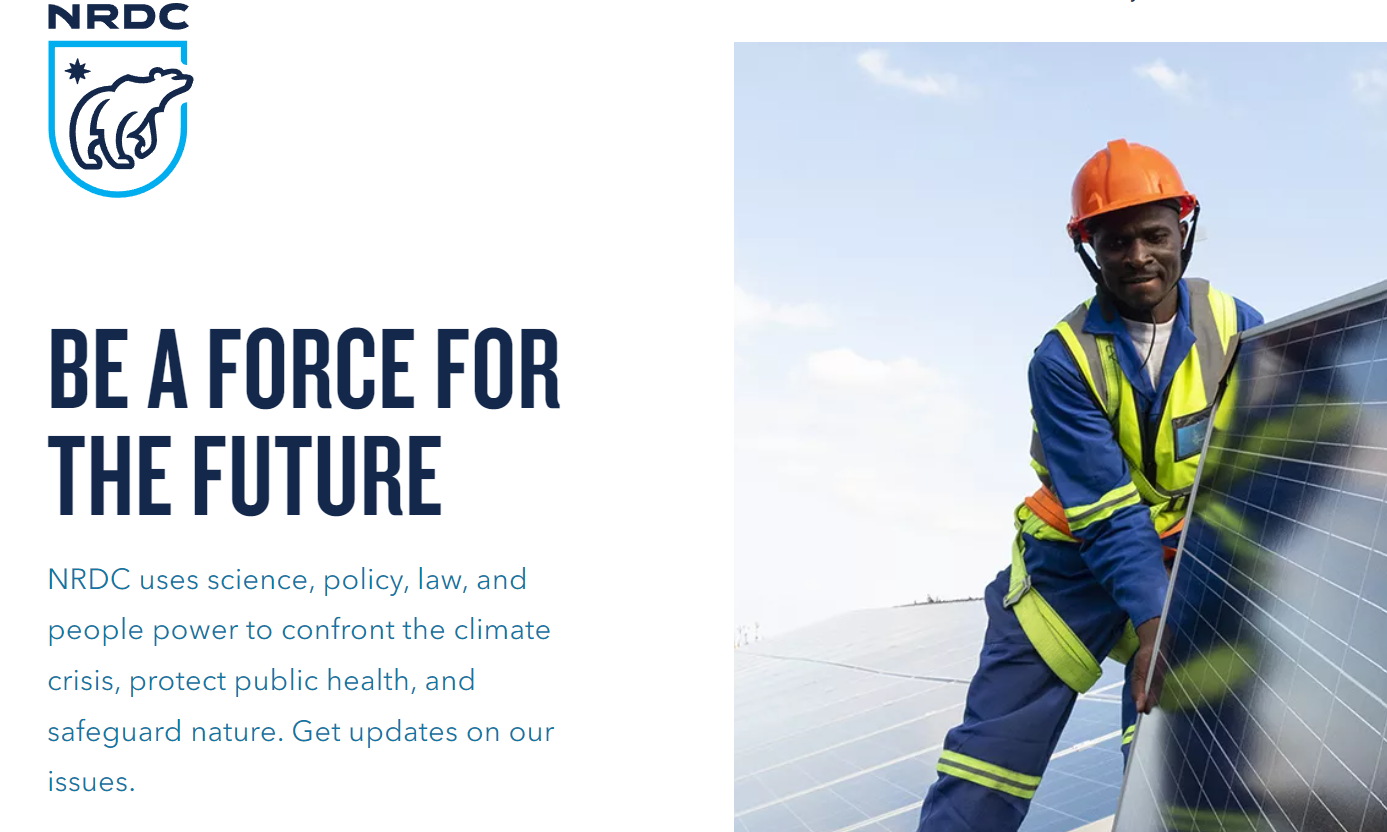 NRDC
BE A FORCE FOR
THE FUTURE
NRDC uses science, policy, law, and
people power to confront the climate
crisis, protect public health, and
safeguard nature. Get updates on our
issues.